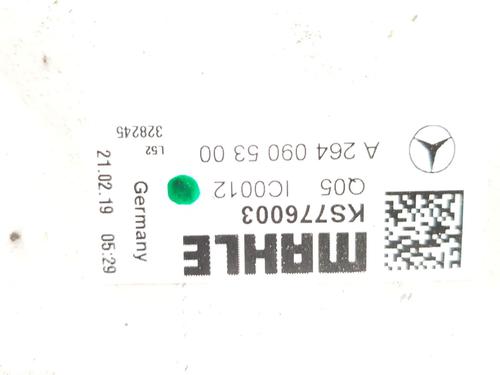 MAHLE
KS776003
Q05 IC0012
A 264 090 53 00
Germany
21.02.19 05:29
L52
328245